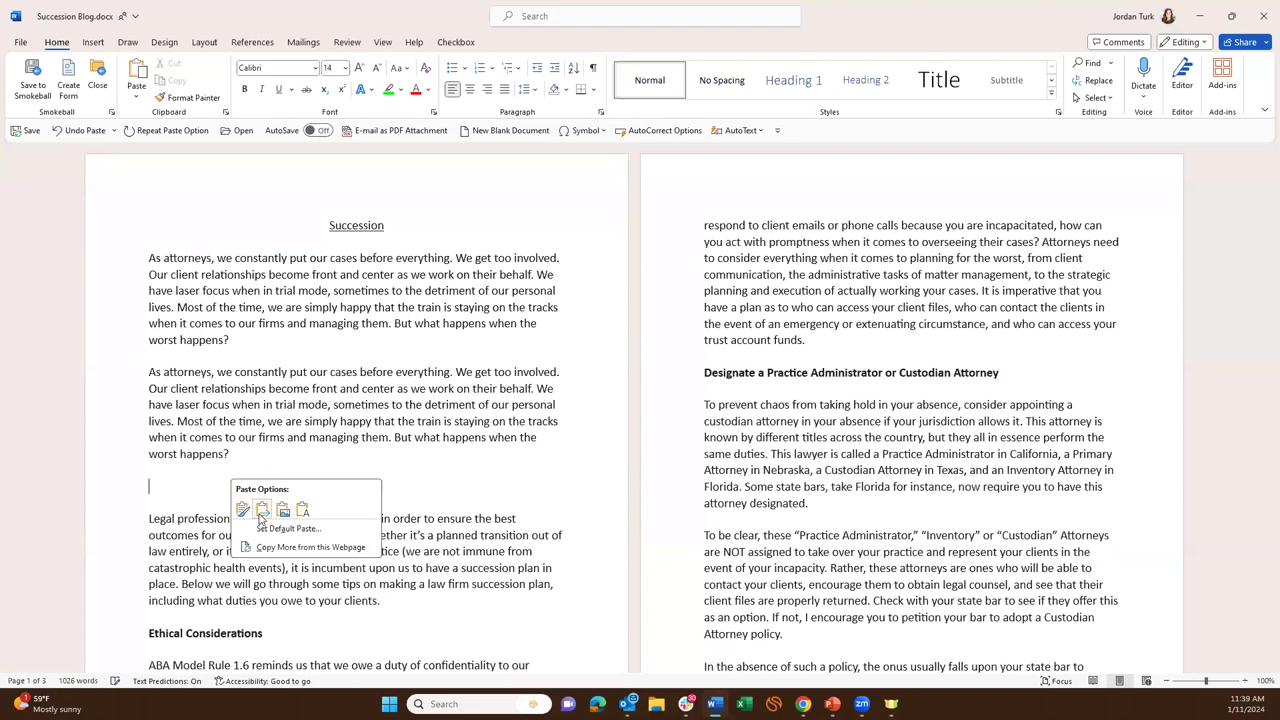 Succession Blog.docx
Search
Jordan Turk
File Home Insert Draw Design Layout References Mailings Review View Help Checkbox
Comments Editing Share
Save to Smokeball
Create Form
Close
Smokeball
Paste
Cut
Copy
Format Painter
Clipboard
Calibri 14
Font
Paragraph
Normal
No Spacing
Heading 1
Heading 2
Title
Subtitle
Styles
Find
Replace
Select
Editing
Dictate
Voice
Editor
Editor
Add-ins
Add-ins
Save Undo Paste Repeat Paste Option Open AutoSave Off E-mail as PDF Attachment New Blank Document Symbol AutoCorrect Options AutoText
Succession
As attorneys, we constantly put our cases before everything. We get too involved.
Our client relationships become front and center as we work on their behalf. We
have laser focus when in trial mode, sometimes to the detriment of our personal
lives. Most of the time, we are simply happy that the train is staying on the tracks
when it comes to our firms and managing them. But what happens when the
worst happens?
As attorneys, we constantly put our cases before everything. We get too involved.
Our client relationships become front and center as we work on their behalf. We
have laser focus when in trial mode, sometimes to the detriment of our personal
lives. Most of the time, we are simply happy that the train is staying on the tracks
when it comes to our firms and managing them. But what happens when the
worst happens?
Paste Options:
Set Default Paste...
Copy More from this Webpage
Legal profession in order to ensure the best
outcomes for ou ether it's a planned transition out of
law entirely, or i tice (we are not immune from
catastrophic health events), it is incumbent upon us to have a succession plan in
place. Below we will go through some tips on making a law firm succession plan,
including what duties you owe to your clients.
Ethical Considerations
ABA Model Rule 1.6 reminds us that we owe a duty of confidentiality to our
respond to client emails or phone calls because you are incapacitated, how can
you act with promptness when it comes to overseeing their cases? Attorneys need
to consider everything when it comes to planning for the worst, from client
communication, the administrative tasks of matter management, to the strategic
planning and execution of actually working your cases. It is imperative that you
have a plan as to who can access your client files, who can contact the clients in
the event of an emergency or extenuating circumstance, and who can access your
trust account funds.
Designate a Practice Administrator or Custodian Attorney
To prevent chaos from taking hold in your absence, consider appointing a
custodian attorney in your absence if your jurisdiction allows it. This attorney is
known by different titles across the country, but they all in essence perform the
same duties. This lawyer is called a Practice Administrator in California, a Primary
Attorney in Nebraska, a Custodian Attorney in Texas, and an Inventory Attorney in
Florida. Some state bars, take Florida for instance, now require you to have this
attorney designated.
To be clear, these “Practice Administrator,” “Inventory” or “Custodian” Attorneys
are NOT assigned to take over your practice and represent your clients in the
event of your incapacity. Rather, these attorneys are ones who will be able to
contact your clients, encourage them to obtain legal counsel, and see that their
client files are properly returned. Check with your state bar to see if they offer this
as an option. If not, I encourage you to petition your bar to adopt a Custodian
Attorney policy.
In the absence of such a policy, the onus usually falls upon your state bar to
Page 1 of 3 1026 words Text Predictions: On Accessibility: Good to go Focus 100%
59°F
Mostly sunny
Search
30
11:39 AM
1/11/2024